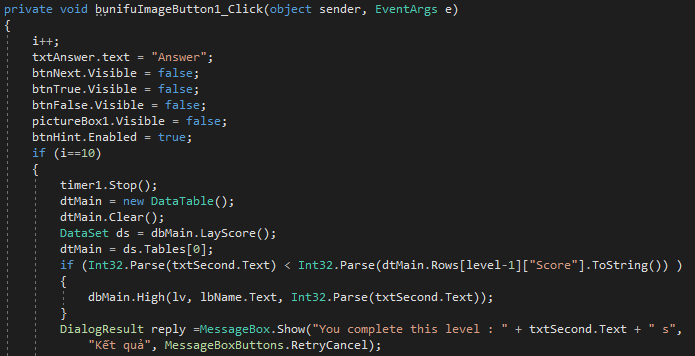 private void bunifuImageButton1_Click(object sender, EventArgs e)
{
i++;
txtAnswer.text = "Answer";
btnNext.Visible = false;
btnTrue.Visible = false;
btnFalse.Visible = false;
pictureBox1.Visible = false;
btnHint.Enabled = true;
if (i==10)
{
timer1.Stop();
dtMain = new DataTable();
dtMain.Clear();
DataSet ds = dbMain.LayScore();
dtMain = ds.Tables[0];
if (Int32.Parse(txtSecond.Text) < Int32.Parse(dtMain.Rows[level-1]["Score"].ToString()) )
{
dbMain.High(lv, lbName.Text, Int32.Parse(txtSecond.Text));
}
DialogResult reply =MessageBox.Show("You complete this level : " + txtSecond.Text + " s",
"Kết quả", MessageBoxButtons.RetryCancel);